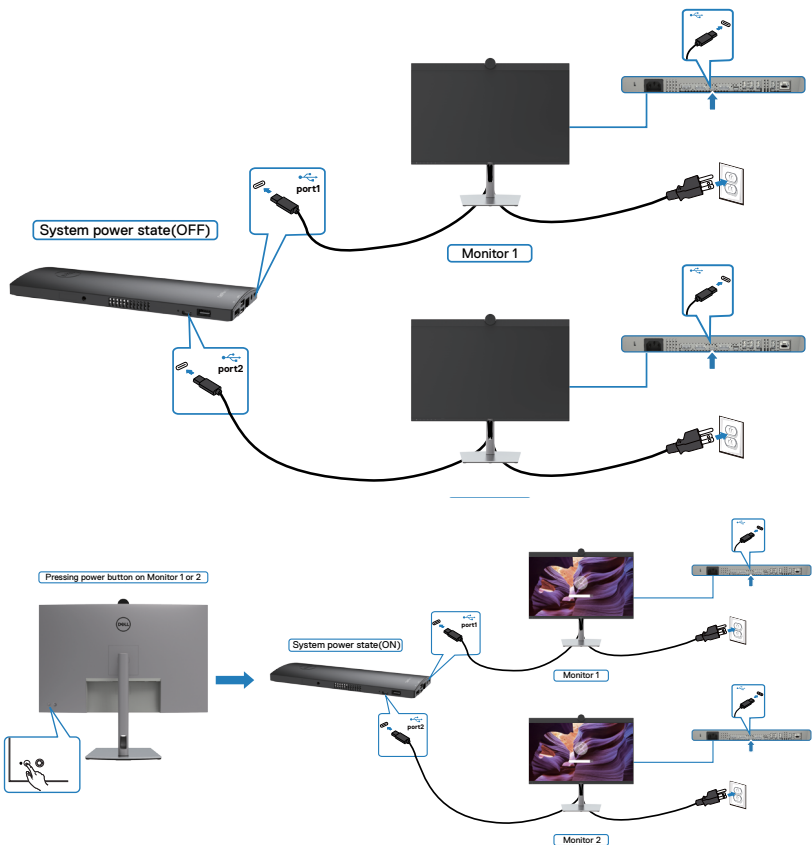 port1
System power state(OFF)
Monitor 1
port2
Pressing power button on Monitor 1 or 2
DELL
port1
System power state(ON)
Monitor 1
port2
Monitor 2